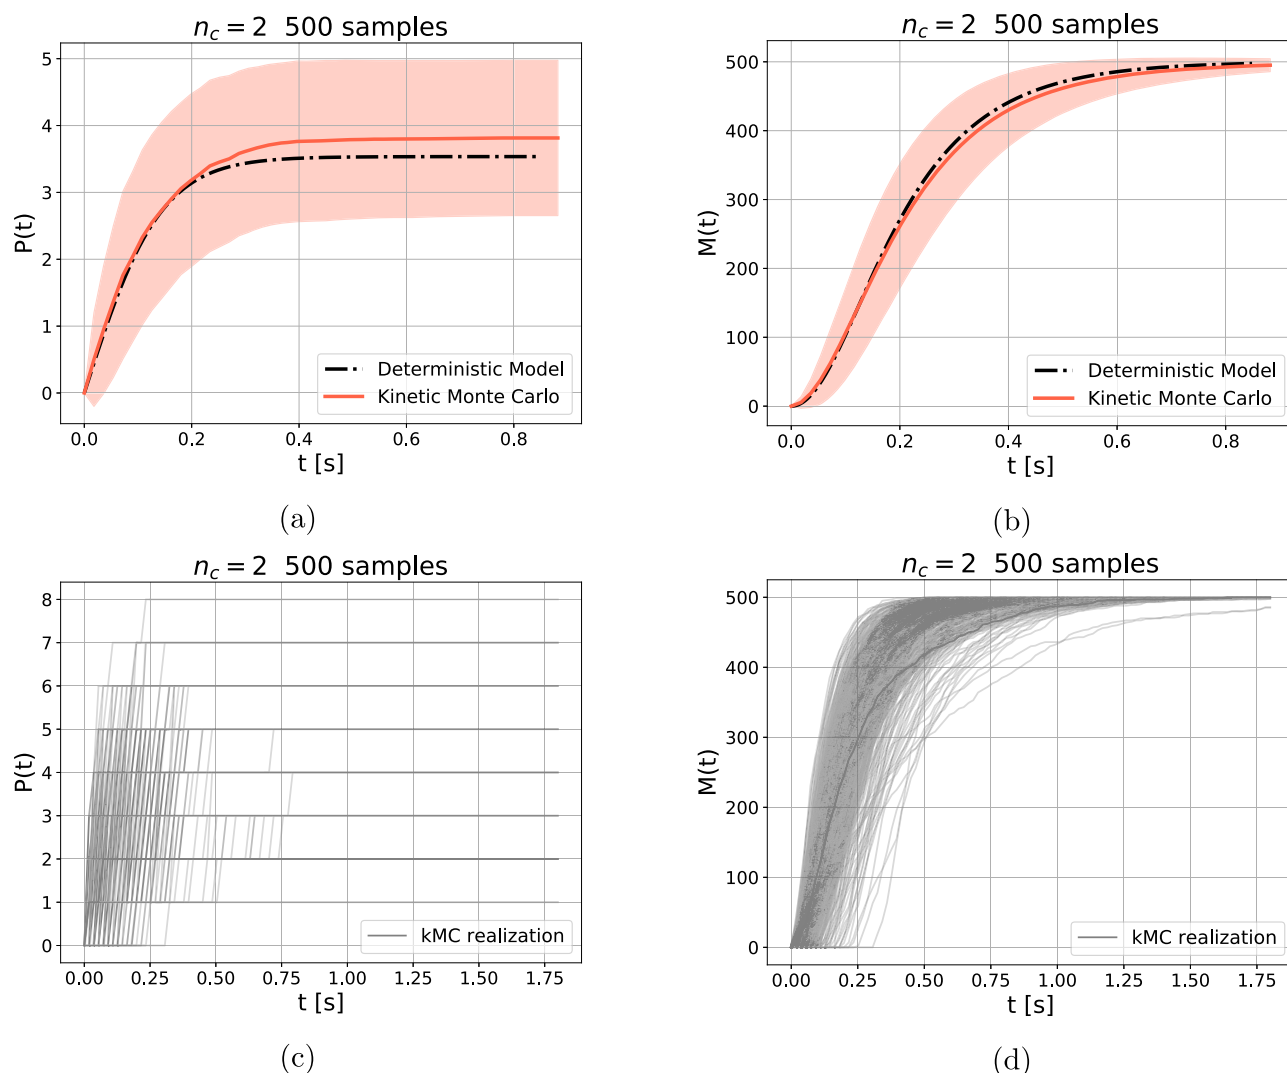 n_c = 2 500 samples
P(t)
5
4
3
2
1
0
Deterministic Model
Kinetic Monte Carlo
0.0 0.2 0.4 0.6 0.8
t [s]
(a)
n_c = 2 500 samples
M(t)
500
400
300
200
100
0
Deterministic Model
Kinetic Monte Carlo
0.0 0.2 0.4 0.6 0.8
t [s]
(b)
n_c = 2 500 samples
P(t)
8
7
6
5
4
3
2
1
0
kMC realization
0.00 0.25 0.50 0.75 1.00 1.25 1.50 1.75
t [s]
(c)
n_c = 2 500 samples
M(t)
500
400
300
200
100
0
kMC realization
0.00 0.25 0.50 0.75 1.00 1.25 1.50 1.75
t [s]
(d)